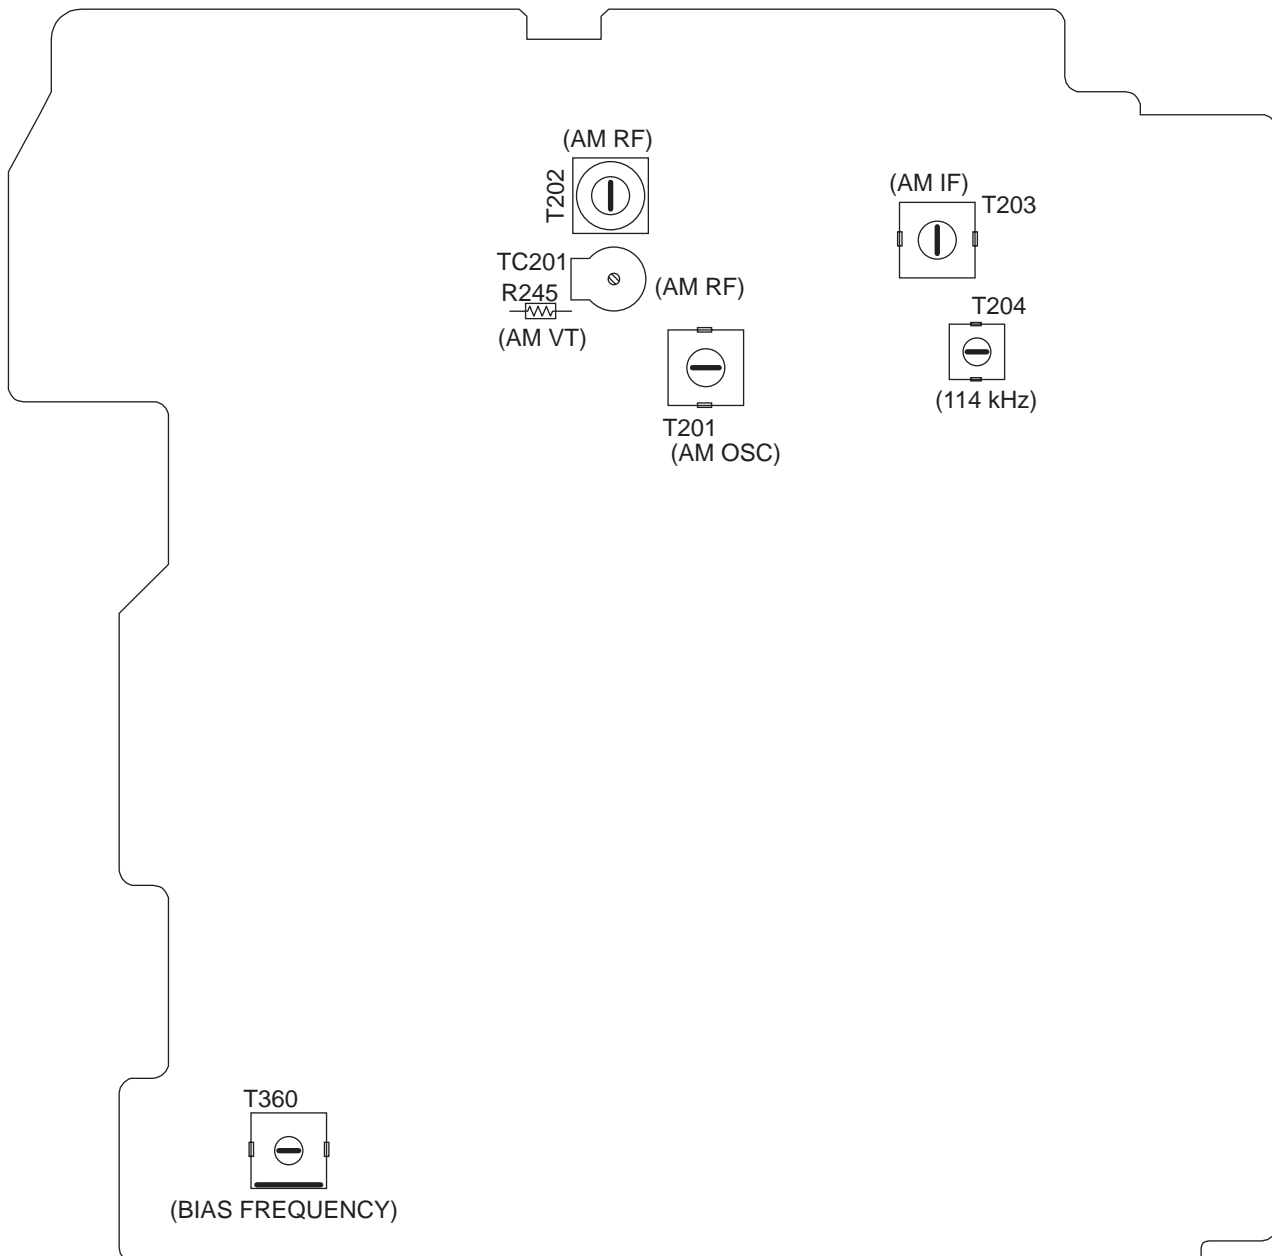 (AM RF)
T202
(AM IF)
T203
TC201
R245
(AM RF)
(AM VT)
T204
(114 kHz)
T201
(AM OSC)
T360
(BIAS FREQUENCY)